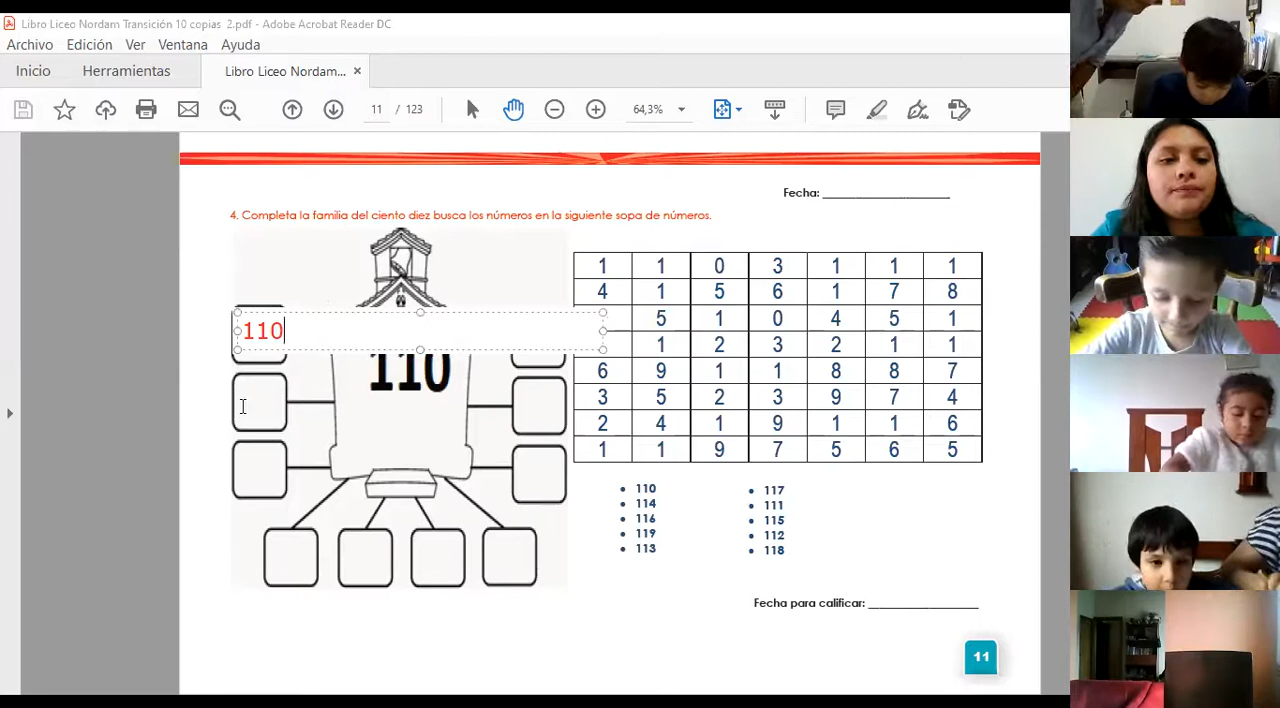 Libro Liceo Nordam Transición 10 copias 2.pdf - Adobe Acrobat Reader DC
Archivo Edición Ver Ventana Ayuda
Inicio Herramientas Libro Liceo Nordam... ×
11 / 123 64,3%
Fecha: ____________________
4. Completa la familia del ciento diez busca los números en la siguiente sopa de números.
110
110
1 1 0 3 1 1 1
4 1 5 6 1 7 8
5 1 0 4 5 1
1 2 3 2 1 1
6 9 1 1 8 8 7
3 5 2 3 9 7 4
2 4 1 9 1 1 6
1 1 9 7 5 6 5
• 110
• 114
• 116
• 119
• 113
• 117
• 111
• 115
• 112
• 118
Fecha para calificar: _________________
11